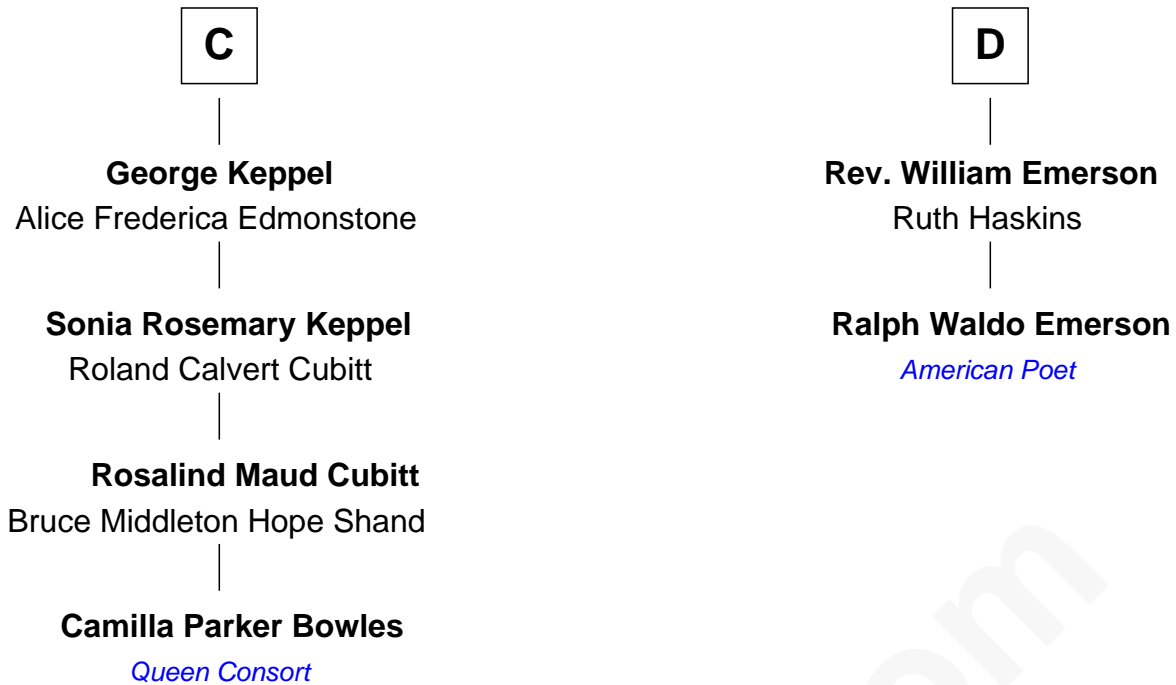 C
George Keppel
Alice Frederica Edmonstone
Sonia Rosemary Keppel
Roland Calvert Cubitt
Rosalind Maud Cubitt
Bruce Middleton Hope Shand
Camilla Parker Bowles
Queen Consort
D
Rev. William Emerson
Ruth Haskins
Ralph Waldo Emerson
American Poet
om